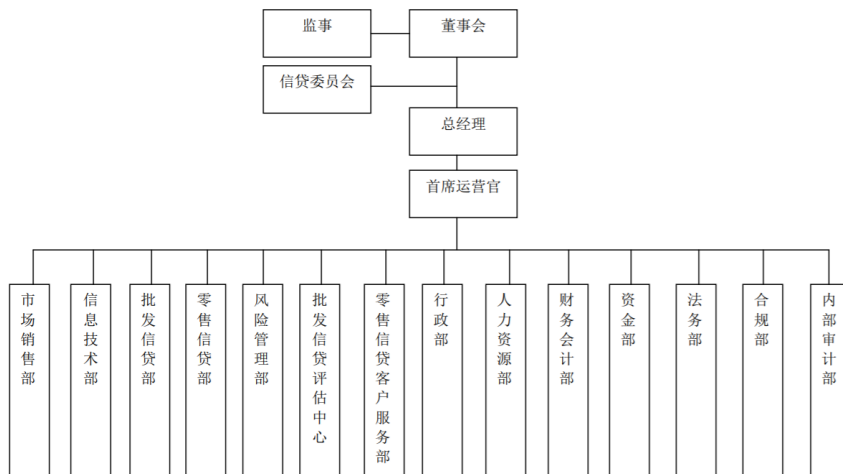 监事
董事会
信贷委员会
总经理
首席运营官
市场销售部
信息技术部
批发信贷部
零售信贷部
风险管理部
批发信贷评估中心
零售信贷客户服务部
行政部
人力资源部
财务会计部
资金部
法务部
合规部
内部审计部